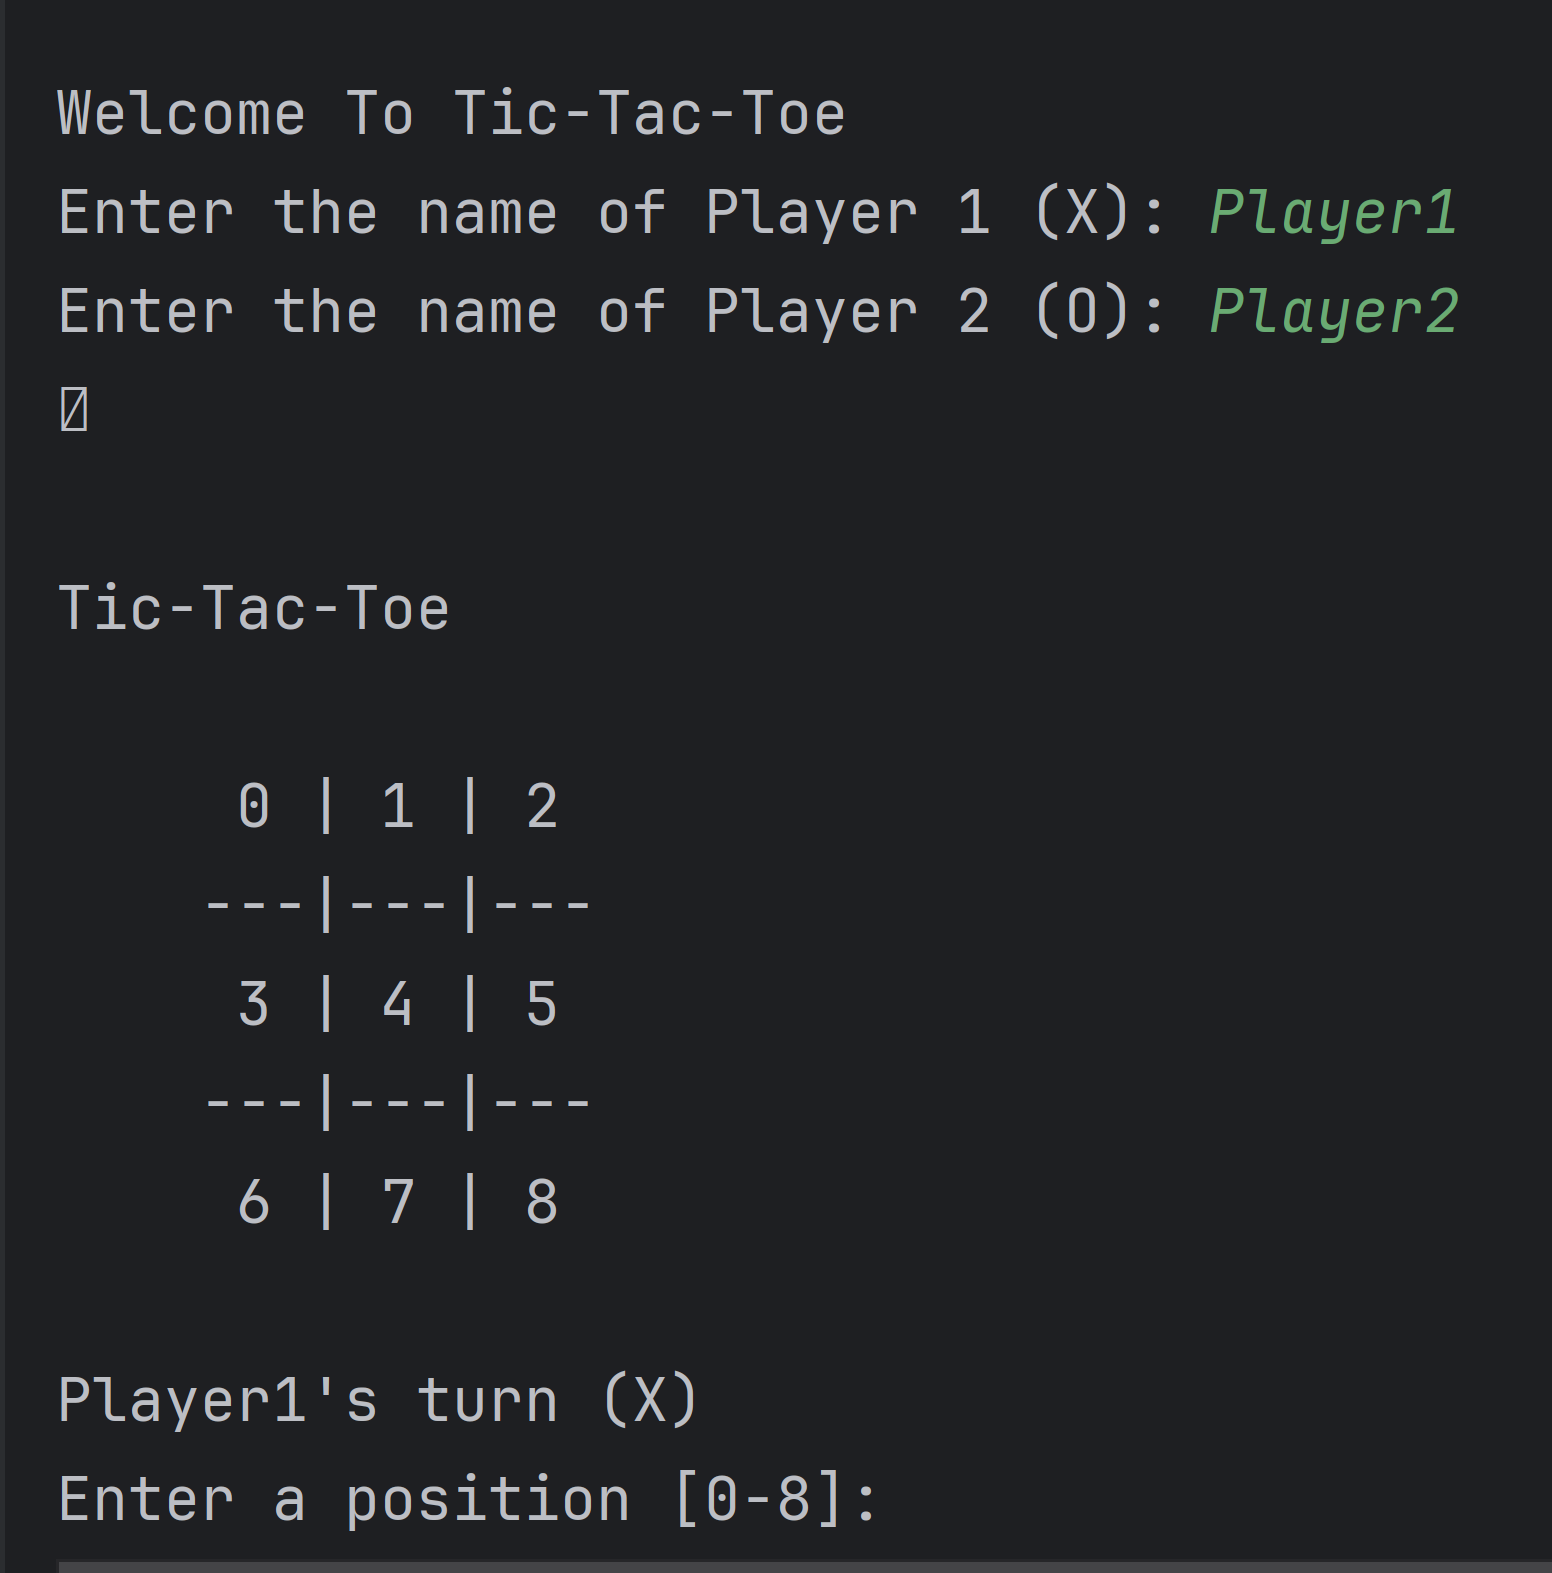 Welcome To Tic-Tac-Toe
Enter the name of Player 1 (X): Player1
Enter the name of Player 2 (O): Player2
Tic-Tac-Toe
0 | 1 | 2
---|---|---
3 | 4 | 5
---|---|---
6 | 7 | 8
Player1's turn (X)
Enter a position [0-8]: